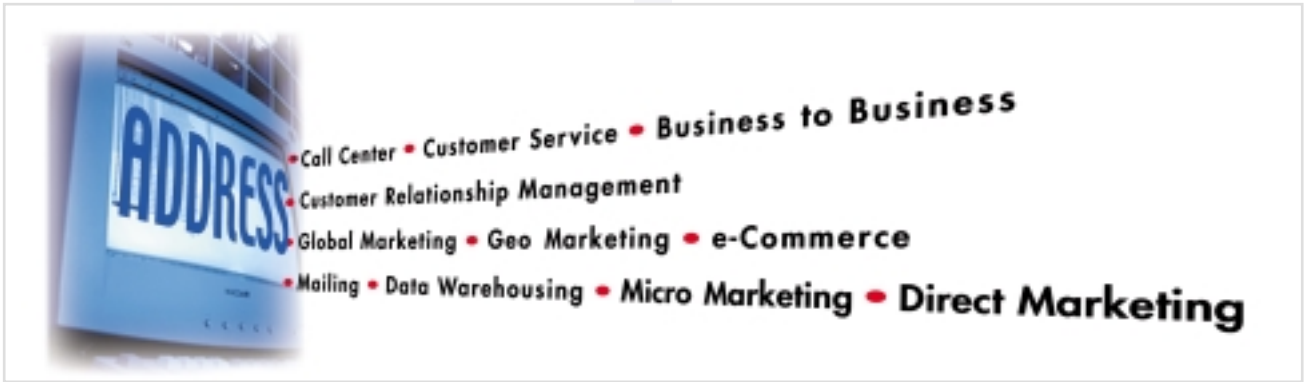 ADDRESS
• Call Center • Customer Service • Business to Business
• Customer Relationship Management
• Global Marketing • Geo Marketing • e-Commerce
• Mailing • Data Warehousing • Micro Marketing • Direct Marketing